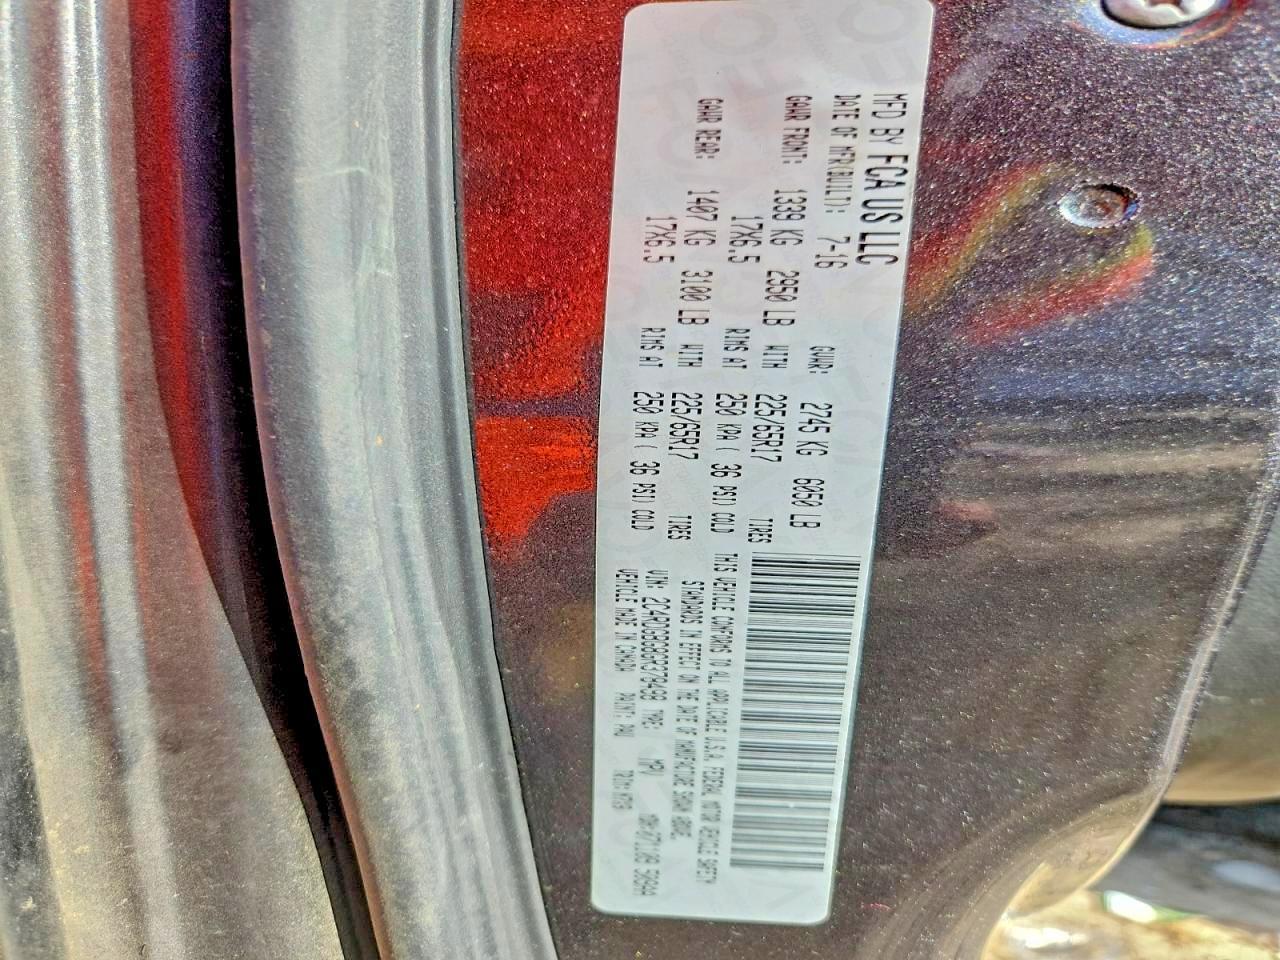 MFD BY FCA US LLC
DATE OF MFR(BUILT): 7-16 GVWR: 2745 KG 6050 LB
GAWR FRONT: 1339 KG 2950 LB WITH 225/65R17 TIRES
17X6.5 RIMS AT 250 KPA ( 36 PSI) COLD
GAWR REAR: 1407 KG 3100 LB WITH 225/65R17 TIRES
17X6.5 RIMS AT 250 KPA ( 36 PSI) COLD
THIS VEHICLE CONFORMS TO ALL APPLICABLE U.S.A. FEDERAL MOTOR VEHICLE SAFETY
STANDARDS IN EFFECT ON THE DATE OF MANUFACTURE SHOWN ABOVE.
VIN: TYPE: MPV
VEHICLE MADE IN CANADA PAINT: PAU TRIM: